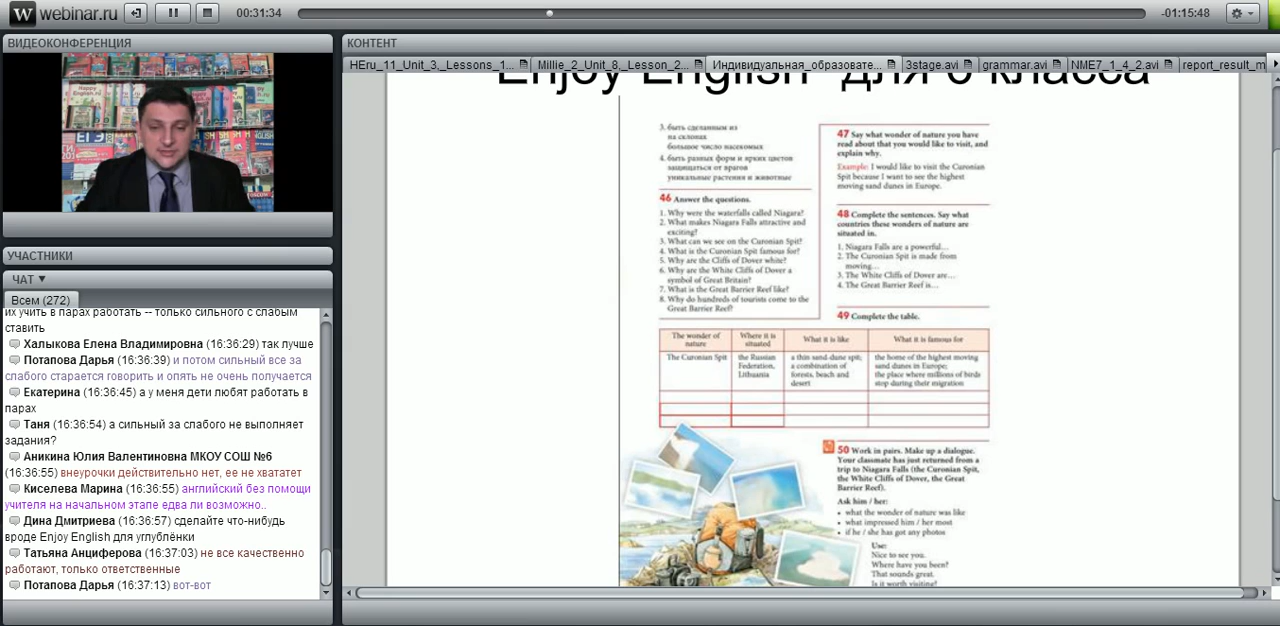 W webinar.ru
00:31:34
-01:15:48
ВИДЕОКОНФЕРЕНЦИЯ
Happy
English.ru
ЕГЭ
УЧАСТНИКИ
ЧАТ ▼
Всем (272)
их учить в парах работать -- только сильного с слабым
ставить
Елена Владимировна (16:36:29) так лучше
Потапова Дарья (16:36:39) и потом сильный все за
слабого старается говорить и опять не очень получается
Екатерина (16:36:45) а у меня дети любят работать в
парах
Таня (16:36:54) а сильный за слабого не выполняет
задания?
Аникина Юлия Валентиновна МКОУ СОШ №6
(16:36:55) внеурочки действительно нет, ее не хватает
Киселева Марина (16:36:55) английский без помощи
учителя на начальном этапе едва ли возможно..
Дина Дмитриева (16:36:57) сделайте что-нибудь
вроде Enjoy English для углублёнки
Татьяна Анциферова (16:37:03) не все качественно
работают, только ответственные
Потапова Дарья (16:37:13) вот-вот
КОНТЕНТ
HEru_11_Unit_3,_Lessons_1...
Millie_2_Unit_8,_Lesson_2...
Индивидуальная_образовате...
3stage.avi
grammar.avi
NME7_1_4_2.avi
report_result_m
"Enjoy English" для 6 класса
3. быть сделанным из
на склонах
большое число насекомых
4. быть разных форм и ярких цветов
защищаться от врагов
уникальные растения и животные
46 Answer the questions.
1. Why were the waterfalls called Niagara?
2. What makes Niagara Falls attractive and
exciting?
3. What can we see on the Curonian Spit?
4. What is the Curonian Spit famous for?
5. Why are the Cliffs of Dover white?
6. Why are the White Cliffs of Dover a
symbol of Great Britain?
7. What is the Great Barrier Reef like?
8. Why do hundreds of tourists come to the
Great Barrier Reef?
47 Say what wonder of nature you have
read about that you would like to visit, and
explain why.
Example: I would like to visit the Curonian
Spit because I want to see the highest
moving sand dunes in Europe.
48 Complete the sentences. Say what
countries these wonders of nature are
situated in.
1. Niagara Falls are a powerful...
2. The Curonian Spit is made from
moving...
3. The White Cliffs of Dover are...
4. The Great Barrier Reef is...
49 Complete the table.
The wonder of
nature
Where it is
situated
What it is like
What it is famous for
The Curonian Spit
the Russian
Federation,
Lithuania
a thin sand-dune spit;
a combination of
forests, beach and
desert
the home of the highest moving
sand dunes in Europe;
the place where millions of birds
stop during their migration
50 Work in pairs. Make up a dialogue.
Your classmate has just returned from a
trip to Niagara Falls (the Curonian Spit,
the White Cliffs of Dover, the Great
Barrier Reef).
Ask him / her:
• what the wonder of nature was like
• what impressed him / her most
• if he / she has got any photos
Use:
Nice to see you.
Where have you been?
That sounds great.
Is it worth visiting?